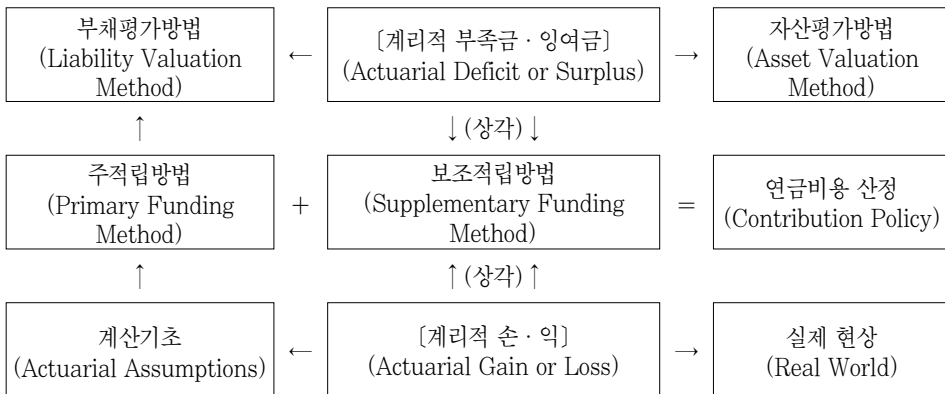 부채평가방법
(Liability Valuation
Method)
←
〔계리적 부족금 · 잉여금〕
(Actuarial Deficit or Surplus)
→
자산평가방법
(Asset Valuation
Method)
↑
↓ (상각) ↓
주적립방법
(Primary Funding
Method)
+
보조적립방법
(Supplementary Funding
Method)
=
연금비용 산정
(Contribution Policy)
↑
↑ (상각) ↑
계산기초
(Actuarial Assumptions)
←
〔계리적 손 · 익〕
(Actuarial Gain or Loss)
→
실제 현상
(Real World)